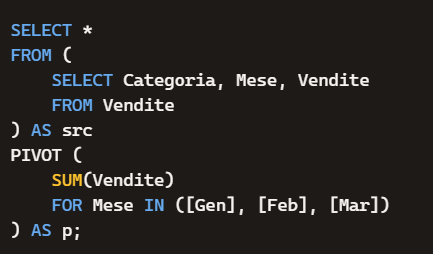 SELECT *
FROM (
    SELECT Categoria, Mese, Vendite
    FROM Vendite
) AS src
PIVOT (
    SUM(Vendite)
    FOR Mese IN ([Gen], [Feb], [Mar])
) AS p;